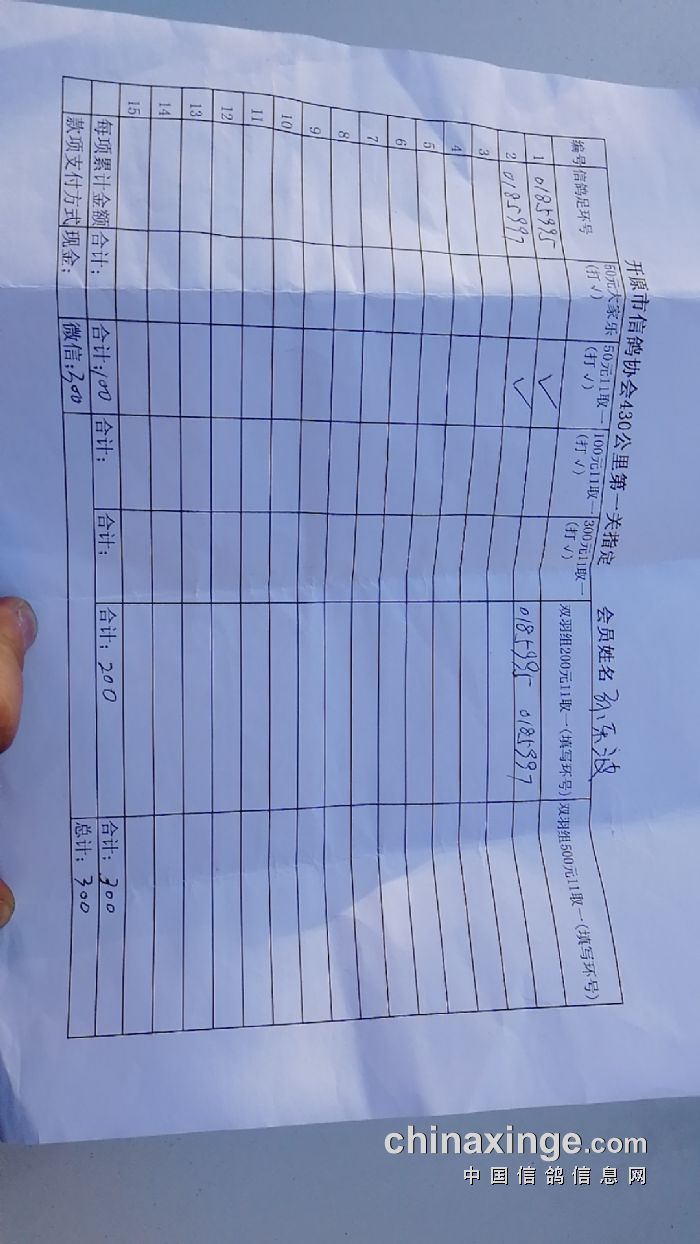 开原市信鸽协会430公里第一关指定 会员姓名
编号 信鸽足环号 50元大家乐(打√) 50元11取一(打√) 100元11取一(打√) 300元11取一(打√) 双羽组200元11取一(填写环号) 双羽组500元11取一(填写环号)
1 0185995 √ 0185995 0185997
2 0185997 √
3
4
5
6
7
8
9
10
11
12
13
14
15
每项累计金额 合计: 合计:100 合计: 合计: 合计:200 合计:300
款项支付方式 现金: 微信:300 总计:300
chinaxinge.com
中国信鸽信息网